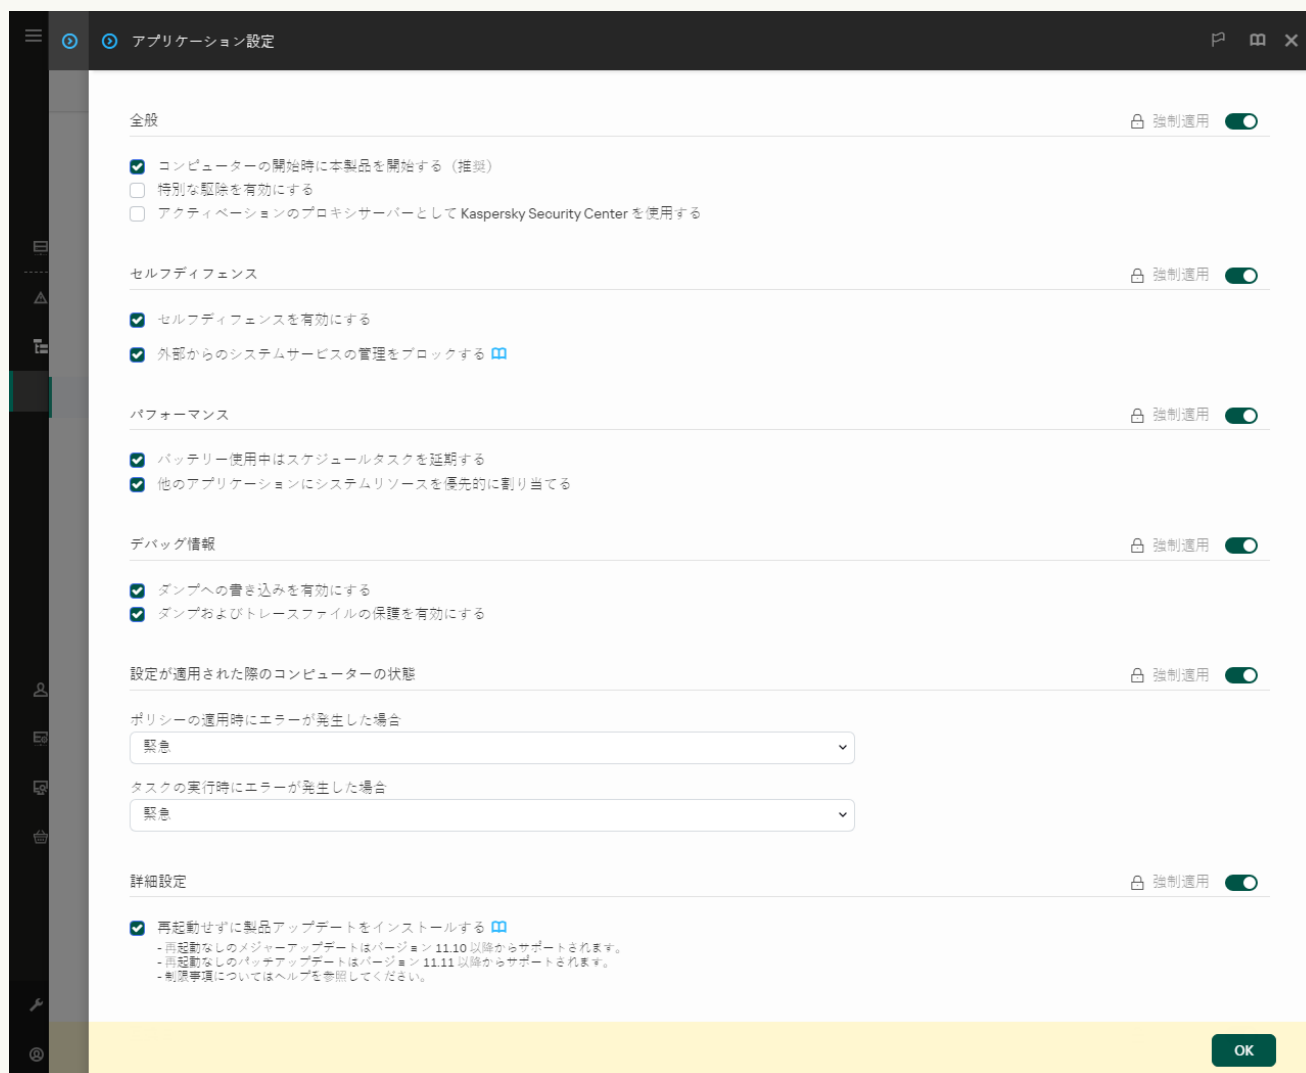 アプリケーション設定
全般
強制適用
コンピューターの開始時に本製品を開始する（推奨）
特別な駆除を有効にする
アクティベーションのプロキシサーバーとして Kaspersky Security Center を使用する
セルフディフェンス
強制適用
セルフディフェンスを有効にする
外部からのシステムサービスの管理をブロックする
パフォーマンス
強制適用
バッテリー使用中はスケジュールタスクを延期する
他のアプリケーションにシステムリソースを優先的に割り当てる
デバッグ情報
強制適用
ダンプへの書き込みを有効にする
ダンプおよびトレースファイルの保護を有効にする
設定が適用された際のコンピューターの状態
強制適用
ポリシーの適用時にエラーが発生した場合
緊急
タスクの実行時にエラーが発生した場合
緊急
詳細設定
強制適用
再起動せずに製品アップデートをインストールする
- 再起動なしのメジャーアップデートはバージョン 11.10 以降からサポートされます。
- 再起動なしのパッチアップデートはバージョン 11.11 以降からサポートされます。
- 制限事項についてはヘルプを参照してください。
OK